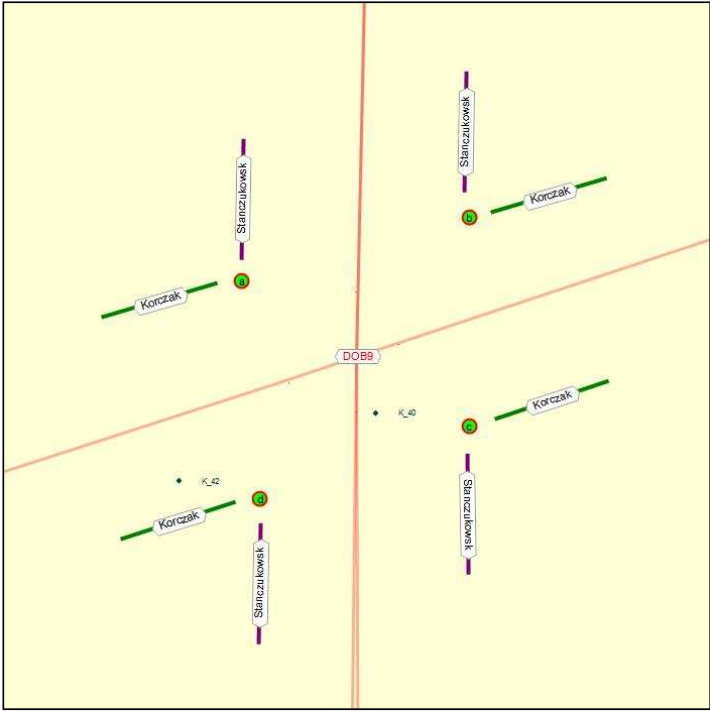 Stanczukowsk
Stanczukowsk
Korczak
b
a
Korczak
DOB9
Korczak
K_40
c
K_42
d
Korczak
Stanczukowsk
Stanczukowsk